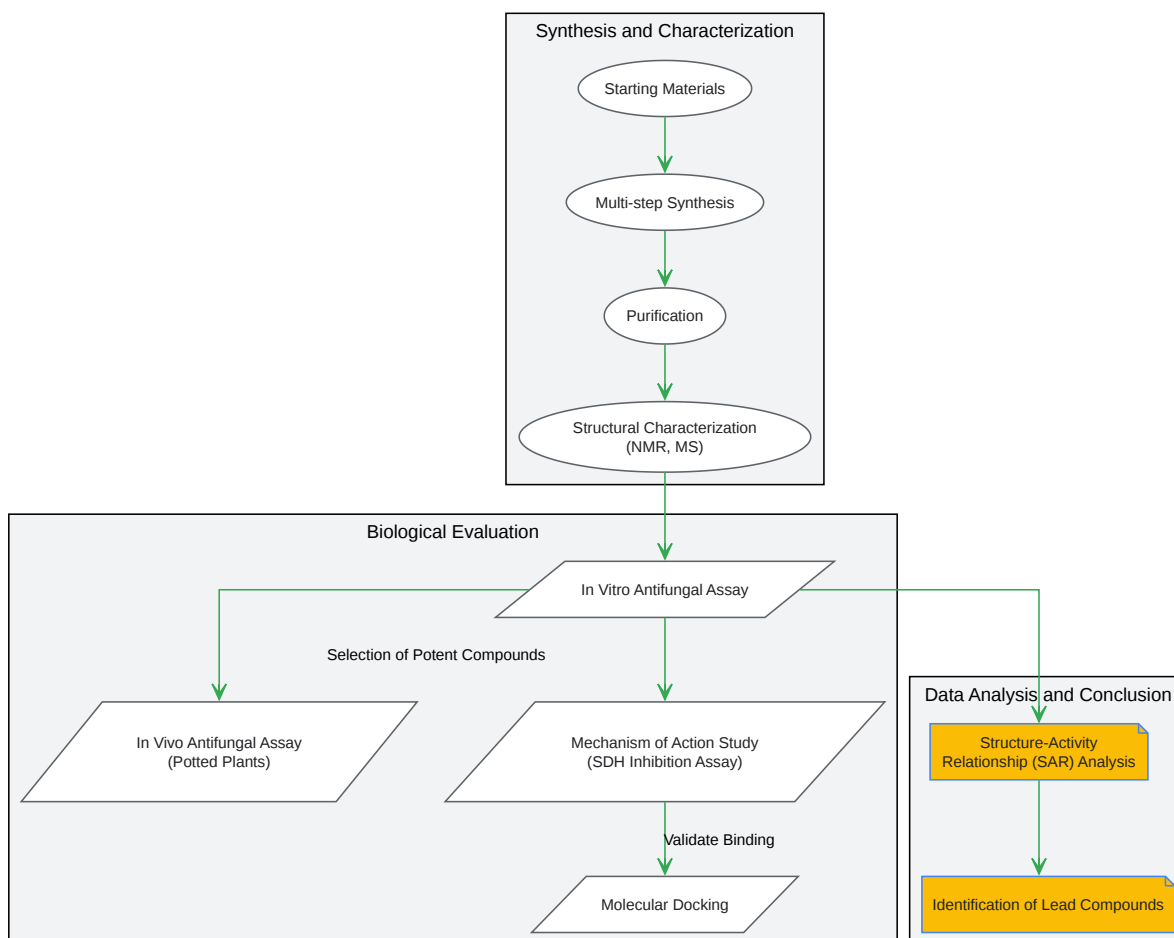 Synthesis and Characterization
Starting Materials
Multi-step Synthesis
Purification
Structural Characterization
(NMR, MS)
Biological Evaluation
In Vitro Antifungal Assay
Selection of Potent Compounds
In Vivo Antifungal Assay
(Potted Plants)
Mechanism of Action Study
(SDH Inhibition Assay)
Validate Binding
Molecular Docking
Data Analysis and Conclusion
Structure-Activity
Relationship (SAR) Analysis
Identification of Lead Compounds